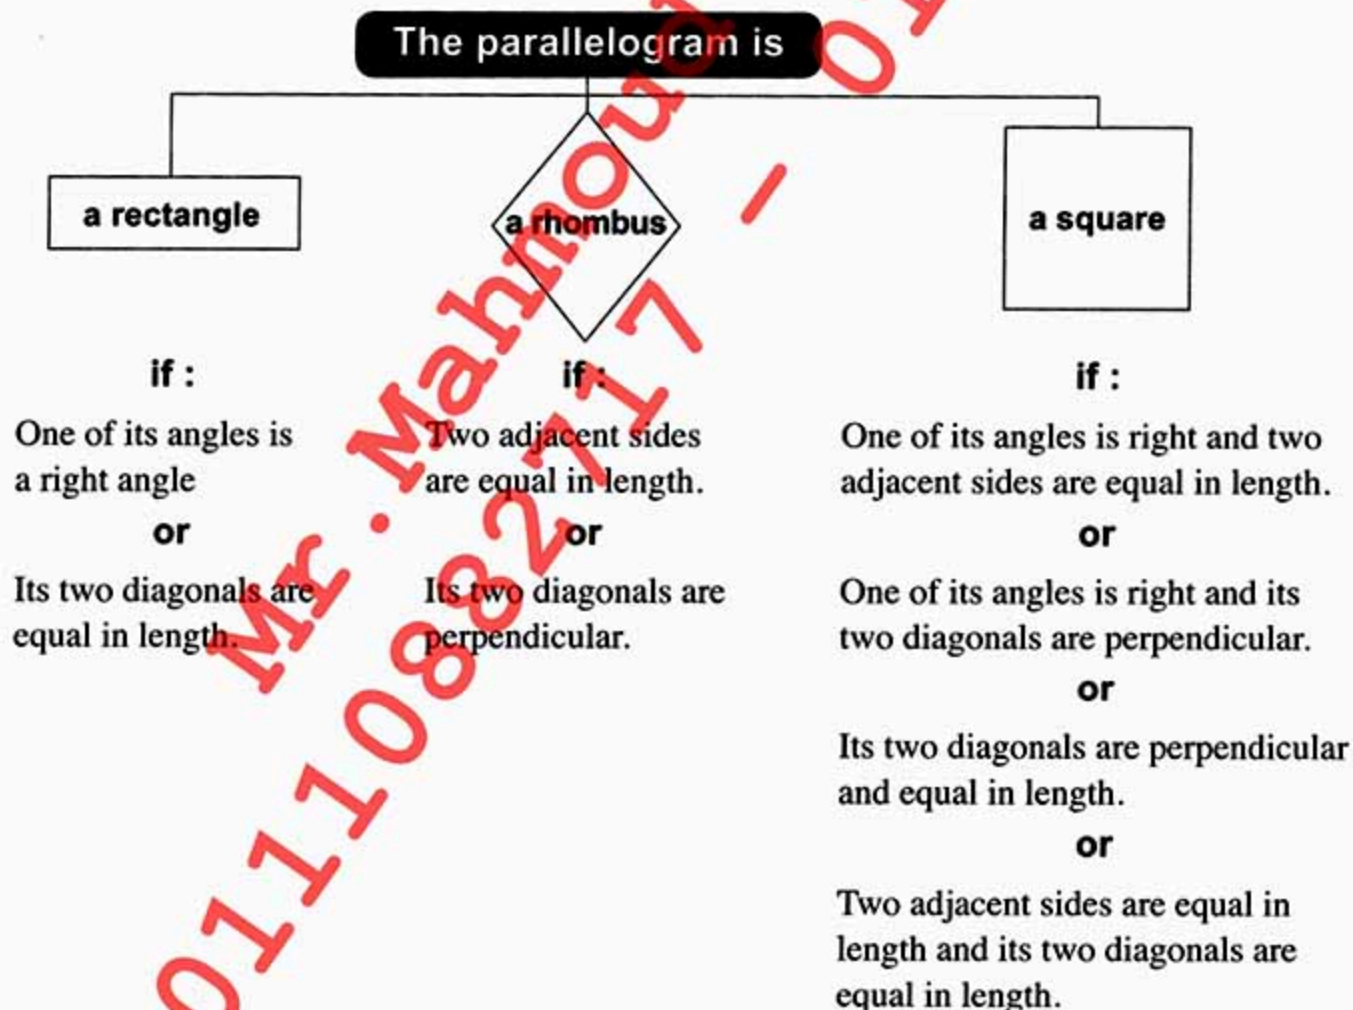 The parallelogram is
a rectangle
a rhombus
a square
if :
One of its angles is
a right angle
or
Its two diagonals are
equal in length.
if :
Two adjacent sides
are equal in length.
or
Its two diagonals are
perpendicular.
if :
One of its angles is right and two
adjacent sides are equal in length.
or
One of its angles is right and its
two diagonals are perpendicular.
or
Its two diagonals are perpendicular
and equal in length.
or
Two adjacent sides are equal in
length and its two diagonals are
equal in length.
Mr.Mahmoud
01110882717 - 01